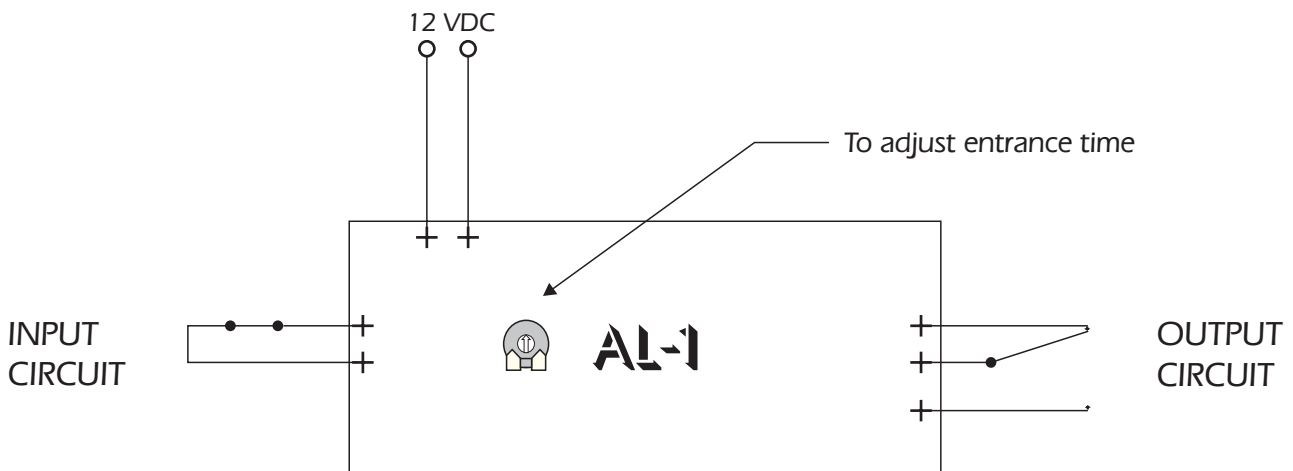 12 VDC
To adjust entrance time
INPUT
CIRCUIT
AL-1
OUTPUT
CIRCUIT